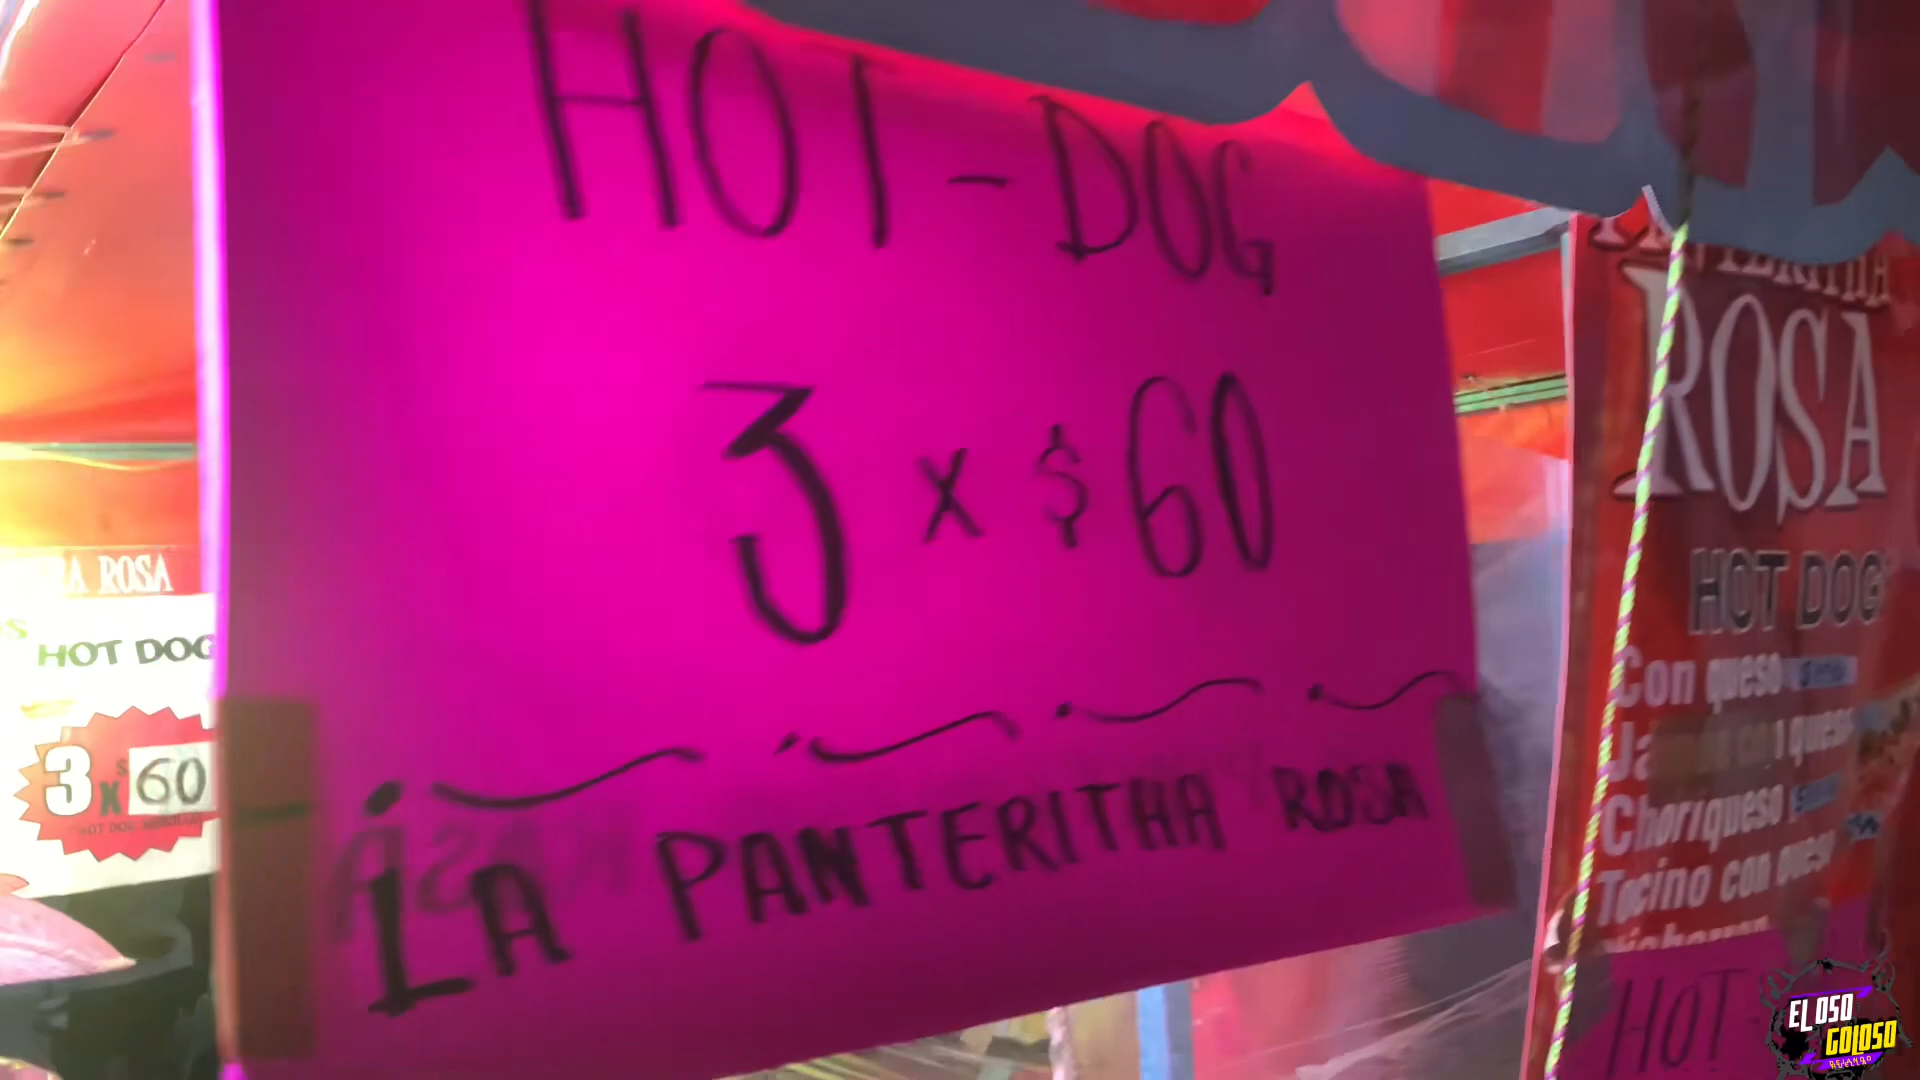 HOT-DOG
3 x $60
LA PANTERITHA ROSA
ROSA
HOT DOG
3 x $60
PANTERITHA
ROSA
HOT DOG
Con queso
Choriqueso
Tocino con queso
HOT-
EL OSO
GOLOSO